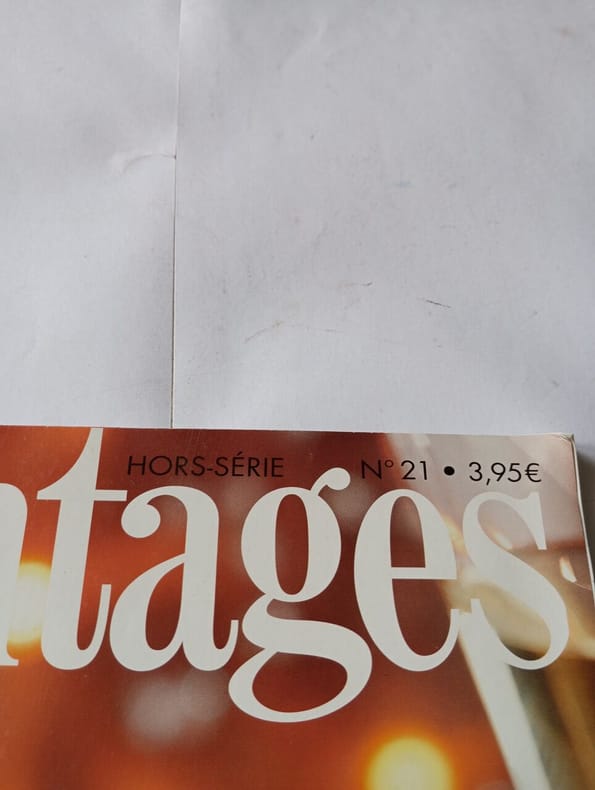 HORS-SÉRIE N° 21 • 3,95€
ntages